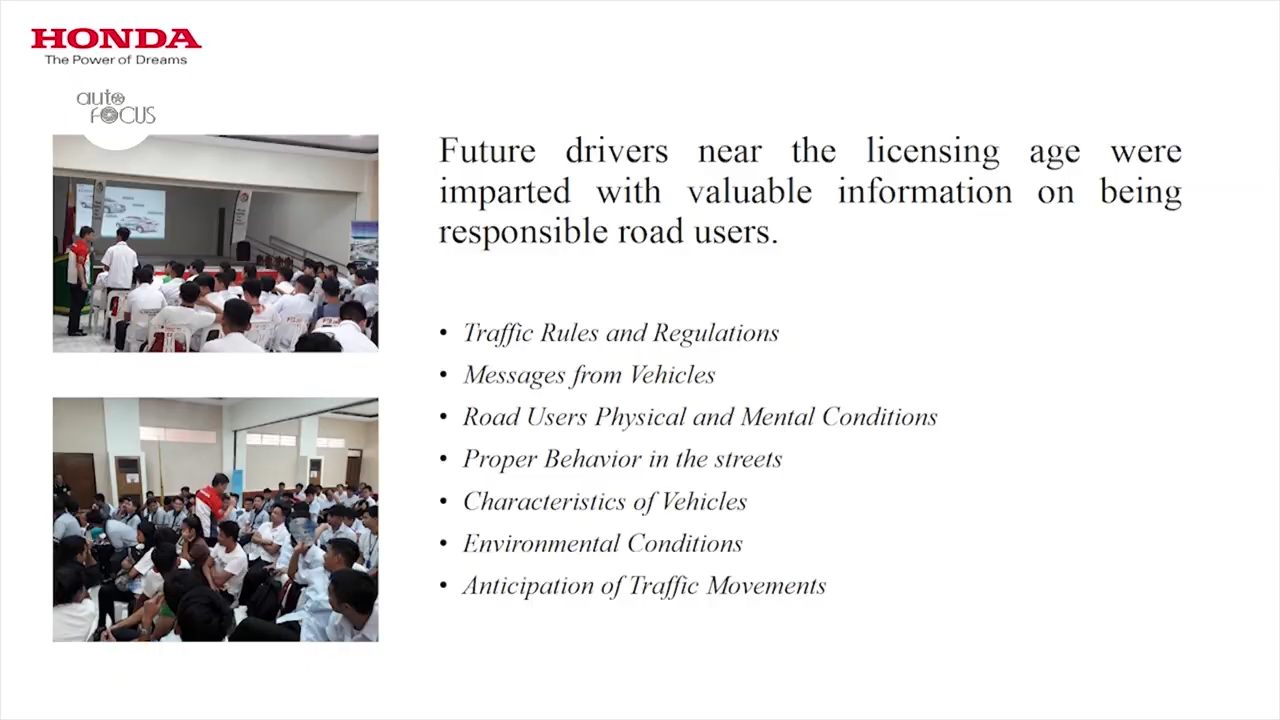 HONDA
The Power of Dreams
auto
FOCUS
Future drivers near the licensing age were
imparted with valuable information on being
responsible road users.
• Traffic Rules and Regulations
• Messages from Vehicles
• Road Users Physical and Mental Conditions
• Proper Behavior in the streets
• Characteristics of Vehicles
• Environmental Conditions
• Anticipation of Traffic Movements